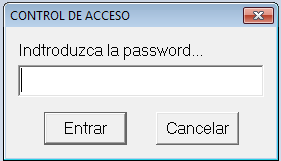 CONTROL DE ACCESO
Indtroduzca la password...
Entrar
Cancelar